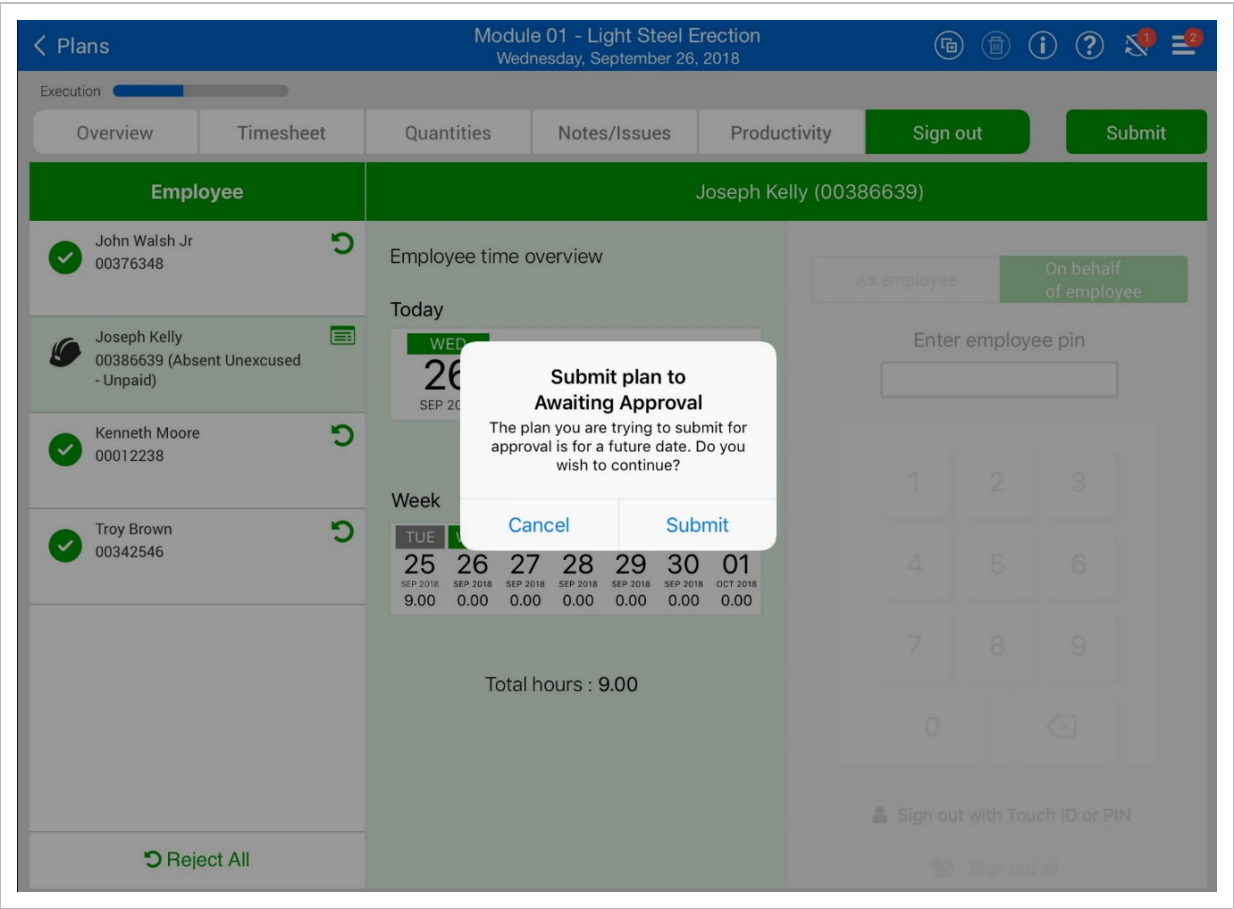 Plans
Module 01 - Light Steel Erection
Wednesday, September 26, 2018
1
2
Execution
Overview
Timesheet
Quantities
Notes/Issues
Productivity
Sign out
Submit
Employee
Joseph Kelly (00386639)
John Walsh Jr
00376348
Joseph Kelly
00386639 (Absent Unexcused
- Unpaid)
Kenneth Moore
00012238
Troy Brown
00342546
Reject All
Employee time overview
Today
WED
26
SEP 20
Week
TUE
25 26 27 28 29 30 01
SEP 2018 SEP 2018 SEP 2018 SEP 2018 SEP 2018 SEP 2018 OCT 2018
9.00 0.00 0.00 0.00 0.00 0.00 0.00
Total hours : 9.00
Submit plan to
Awaiting Approval
The plan you are trying to submit for
approval is for a future date. Do you
wish to continue?
Cancel
Submit
As employee
On behalf
of employee
Enter employee pin
1 2 3
4 5 6
7 8 9
0
Sign out with Touch ID or PIN
Sign out all